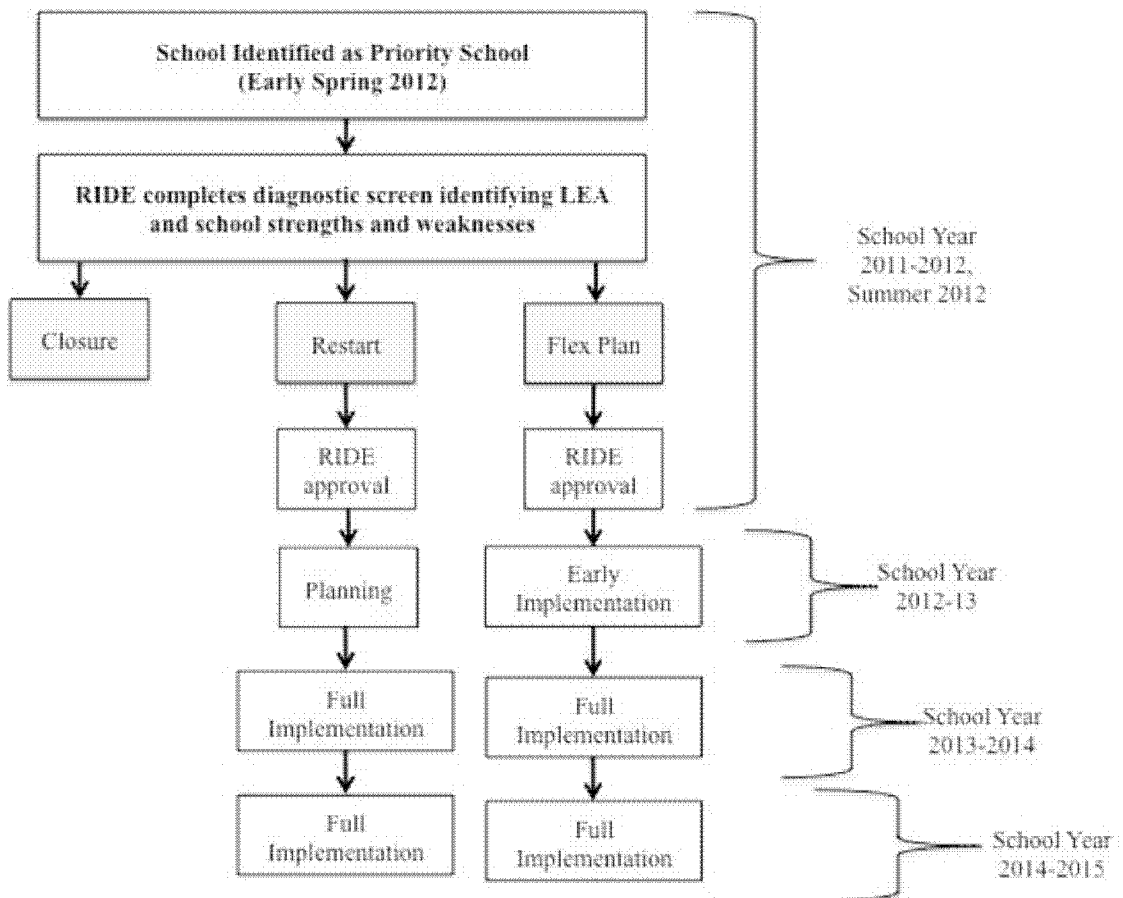 School Identified as Priority School
(Early Spring 2012)
RIDE completes diagnostic screen identifying LEA
and school strengths and weaknesses
School Year
2011-2012,
Summer 2012
Closure
Restart
Flex Plan
RIDE
approval
RIDE
approval
Planning
Early
Implementation
School Year
2012-13
Full
Implementation
Full
Implementation
School Year
2013-2014
Full
Implementation
Full
Implementation
School Year
2014-2015